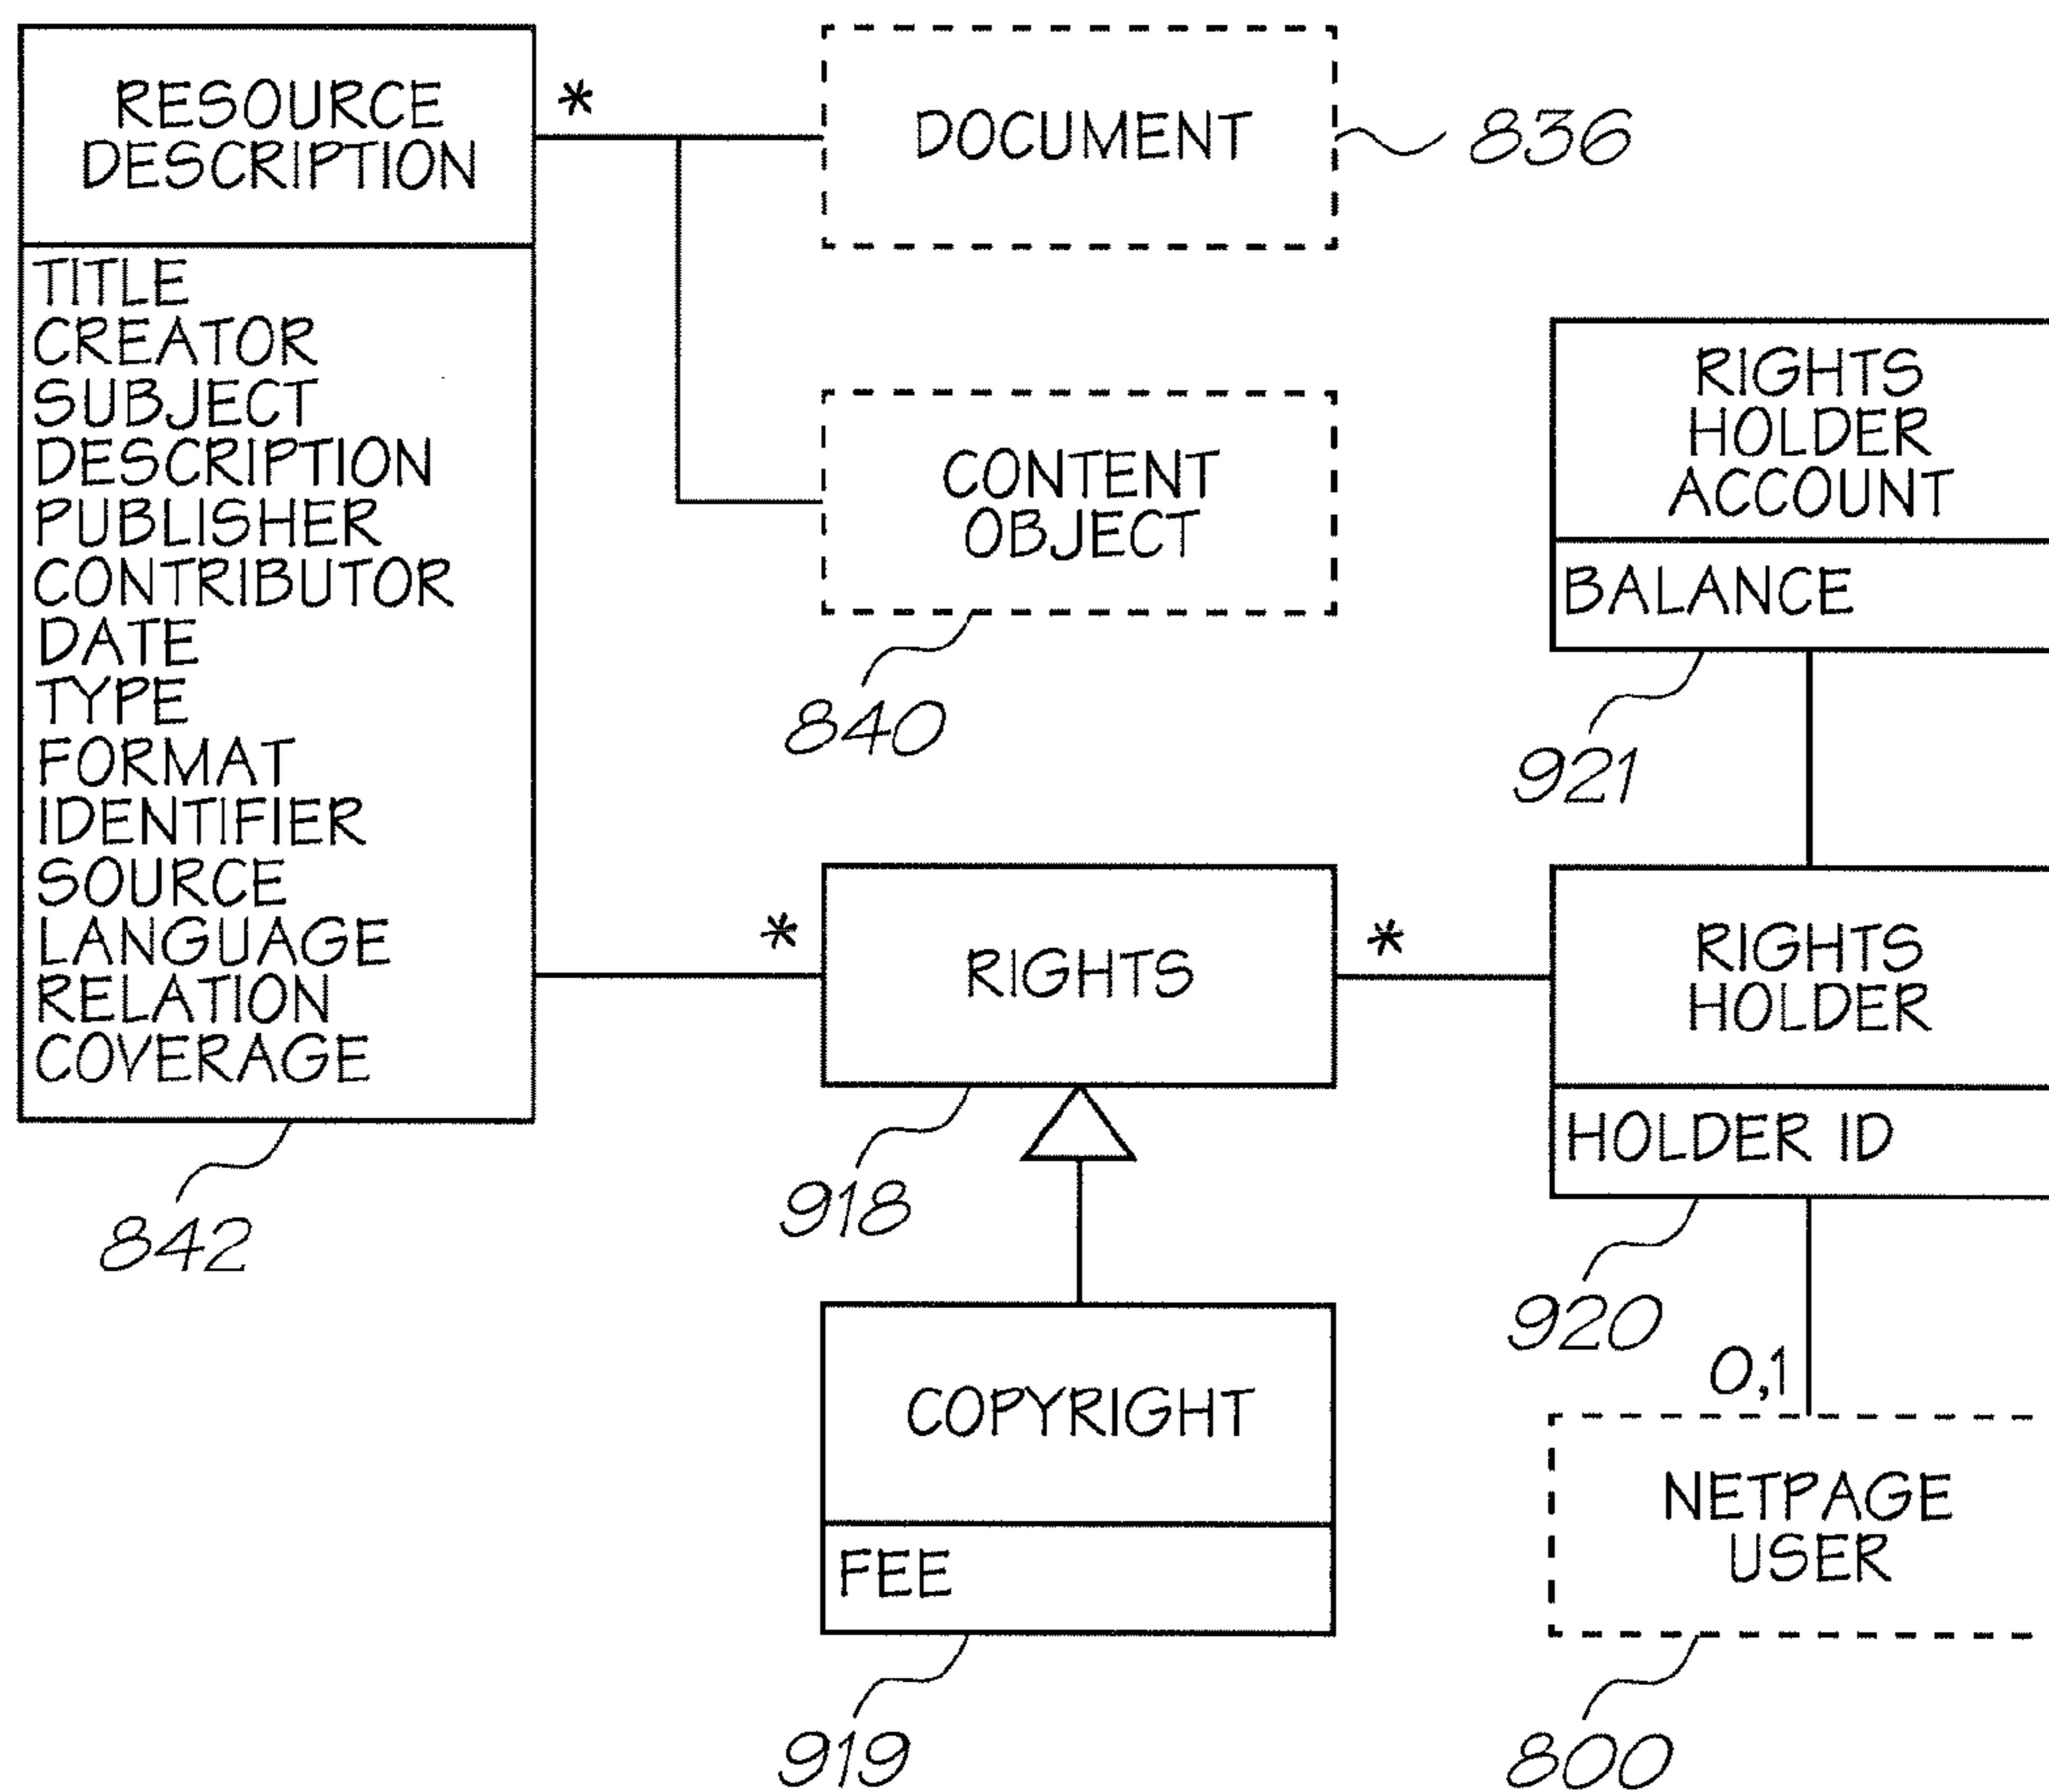 RESOURCE
DESCRIPTION
TITLE
CREATOR
SUBJECT
DESCRIPTION
PUBLISHER
CONTRIBUTOR
DATE
TYPE
FORMAT
IDENTIFIER
SOURCE
LANGUAGE
RELATION
COVERAGE
842
*
DOCUMENT
836
CONTENT
OBJECT
840
RIGHTS
HOLDER
ACCOUNT
BALANCE
921
*
RIGHTS
918
*
RIGHTS
HOLDER
HOLDER ID
920
COPYRIGHT
FEE
919
0,1
NETPAGE
USER
800